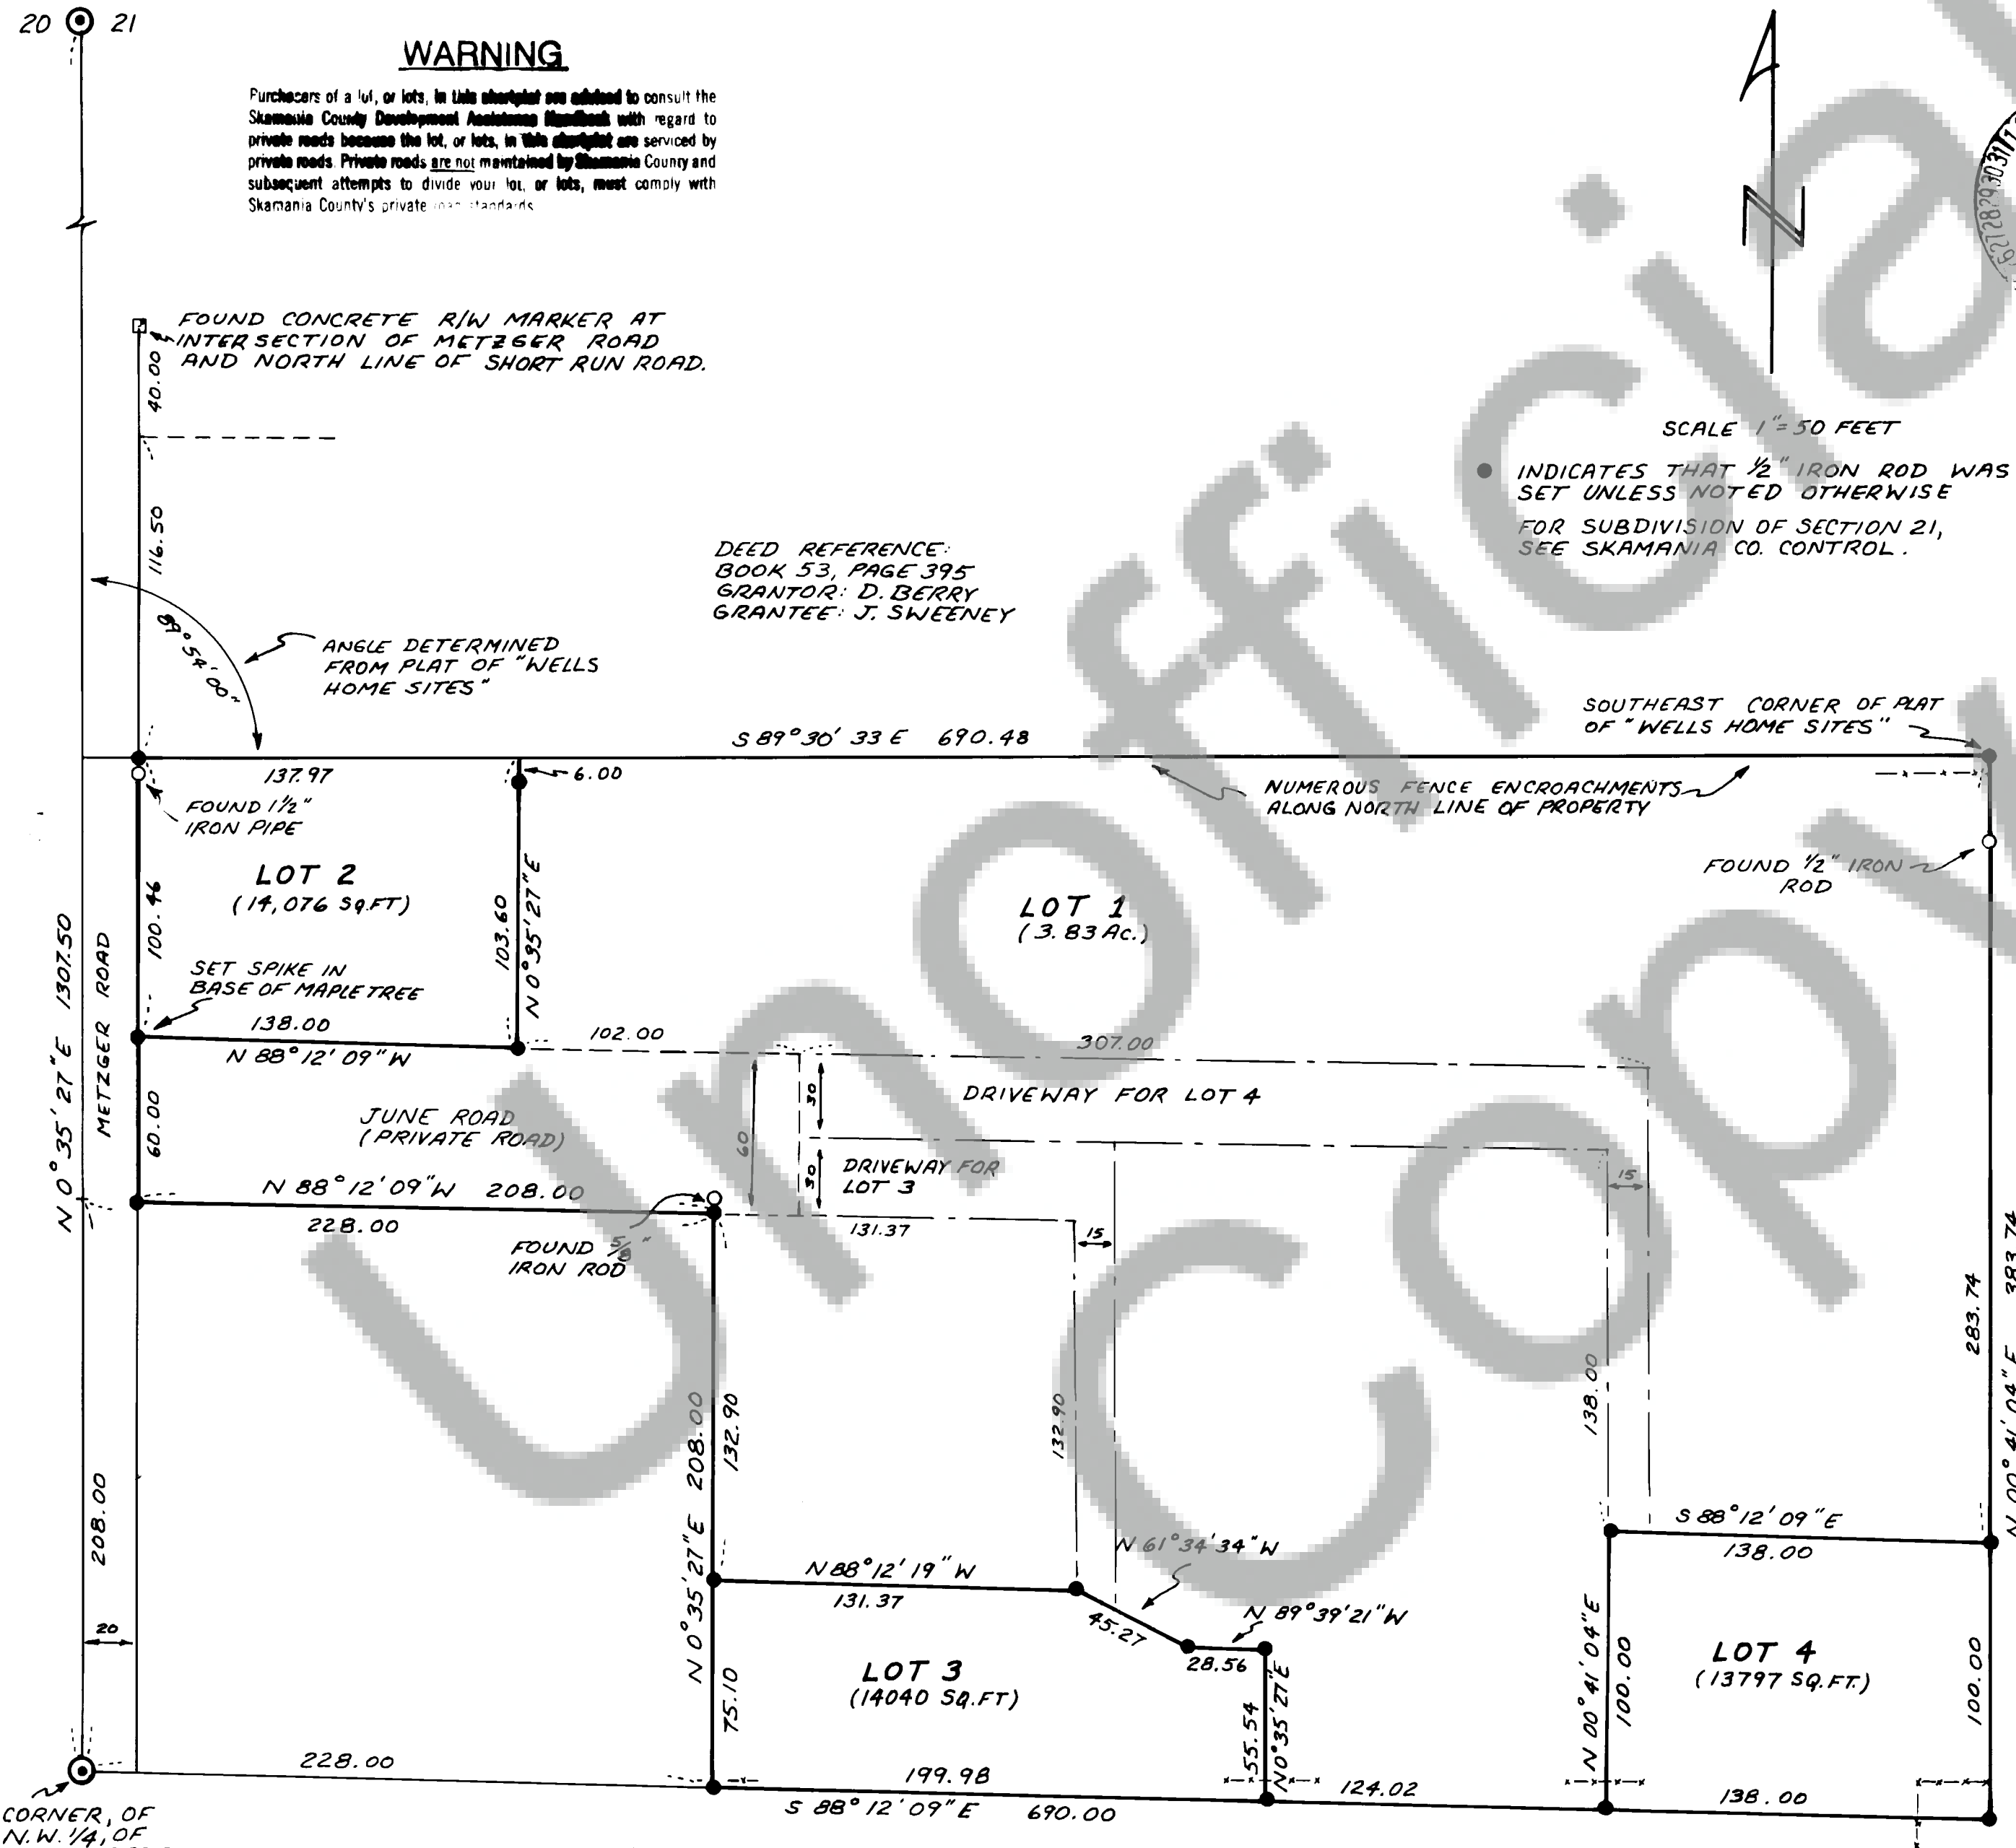 20 21
WARNING
Purchasers of a lot, or lots, in this shortplat are advised to consult the
Skamania County Development Assistance Handbook with regard to
private roads because the lot, or lots, in this shortplat are serviced by
private roads. Private roads are not maintained by Skamania County and
subsequent attempts to divide your lot, or lots, must comply with
Skamania County's private road standards
N
FOUND CONCRETE R/W MARKER AT
INTERSECTION OF METZGER ROAD
AND NORTH LINE OF SHORT RUN ROAD.
40.00
SCALE 1"=50 FEET
INDICATES THAT 1/2" IRON ROD WAS
SET UNLESS NOTED OTHERWISE
FOR SUBDIVISION OF SECTION 21,
SEE SKAMANIA CO. CONTROL.
116.50
DEED REFERENCE:
BOOK 53, PAGE 395
GRANTOR: D. BERRY
GRANTEE: J. SWEENEY
89°54'00"
ANGLE DETERMINED
FROM PLAT OF "WELLS
HOME SITES"
SOUTHEAST CORNER OF PLAT
OF "WELLS HOME SITES"
S 89°30'33 E 690.48
137.97
6.00
NUMEROUS FENCE ENCROACHMENTS
ALONG NORTH LINE OF PROPERTY
FOUND 1 1/2"
IRON PIPE
LOT 2
(14,076 SQ.FT)
100.46
103.60
N 0°35'27"E
LOT 1
(3.83 Ac.)
FOUND 1/2" IRON
ROD
N 0°35'27"E 1307.50
METZGER ROAD
SET SPIKE IN
BASE OF MAPLE TREE
138.00
N 88°12'09"W
102.00
307.00
DRIVEWAY FOR LOT 4
60.00
JUNE ROAD
(PRIVATE ROAD)
60
30
30
DRIVEWAY FOR
LOT 3
15
N 88°12'09"W 208.00
228.00
131.37
15
FOUND 5/8"
IRON ROD
283.74
N 00°41'04"E 383.74
N 0°35'27"E 208.00
132.90
132.90
138.00
208.00
S 88°12'09"E
138.00
N 61°34'34"W
N 88°12'19"W
131.37
45.27
N 89°39'21"W
28.56
20
LOT 3
(14040 SQ.FT)
75.10
55.54
N0°35'27"E
N 00°41'04"E
100.00
LOT 4
(13797 SQ.FT.)
100.00
228.00
199.98
124.02
138.00
S 88°12'09"E 690.00
CORNER, OF
N.W. 1/4, OF
Unofficial
Copy